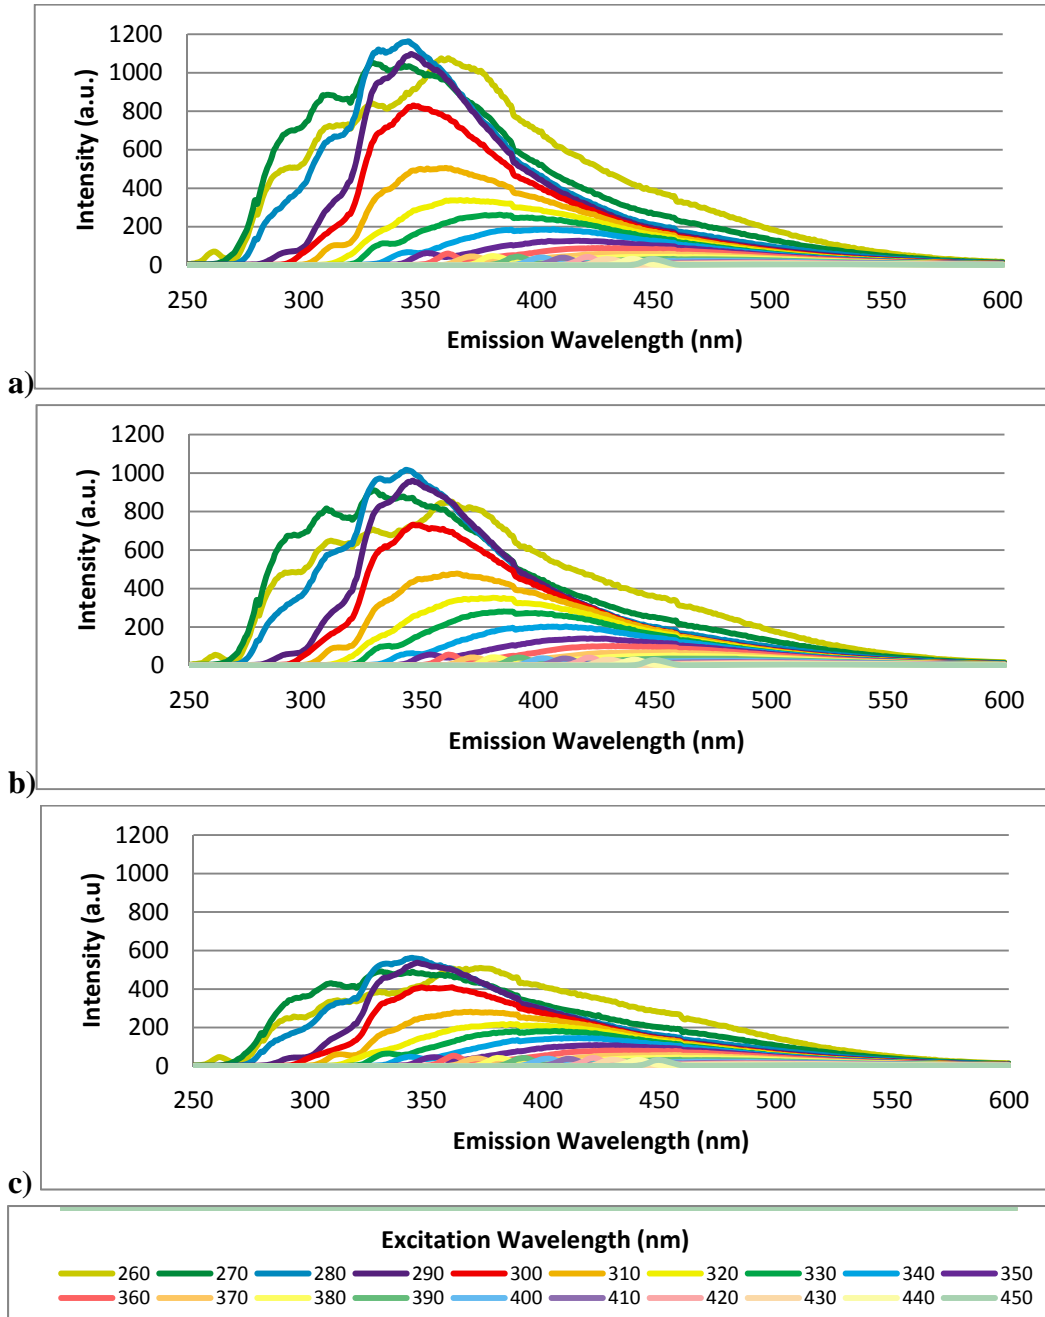 1200
1000
800
600
400
200
0
Intensity (a.u.)
250 300 350 400 450 500 550 600
Emission Wavelength (nm)
a)
1200
1000
800
600
400
200
0
Intensity (a.u.)
250 300 350 400 450 500 550 600
Emission Wavelength (nm)
b)
1200
1000
800
600
400
200
0
Intensity (a.u)
250 300 350 400 450 500 550 600
Emission Wavelength (nm)
c)
Excitation Wavelength (nm)
260 270 280 290 300 310 320 330 340 350
360 370 380 390 400 410 420 430 440 450